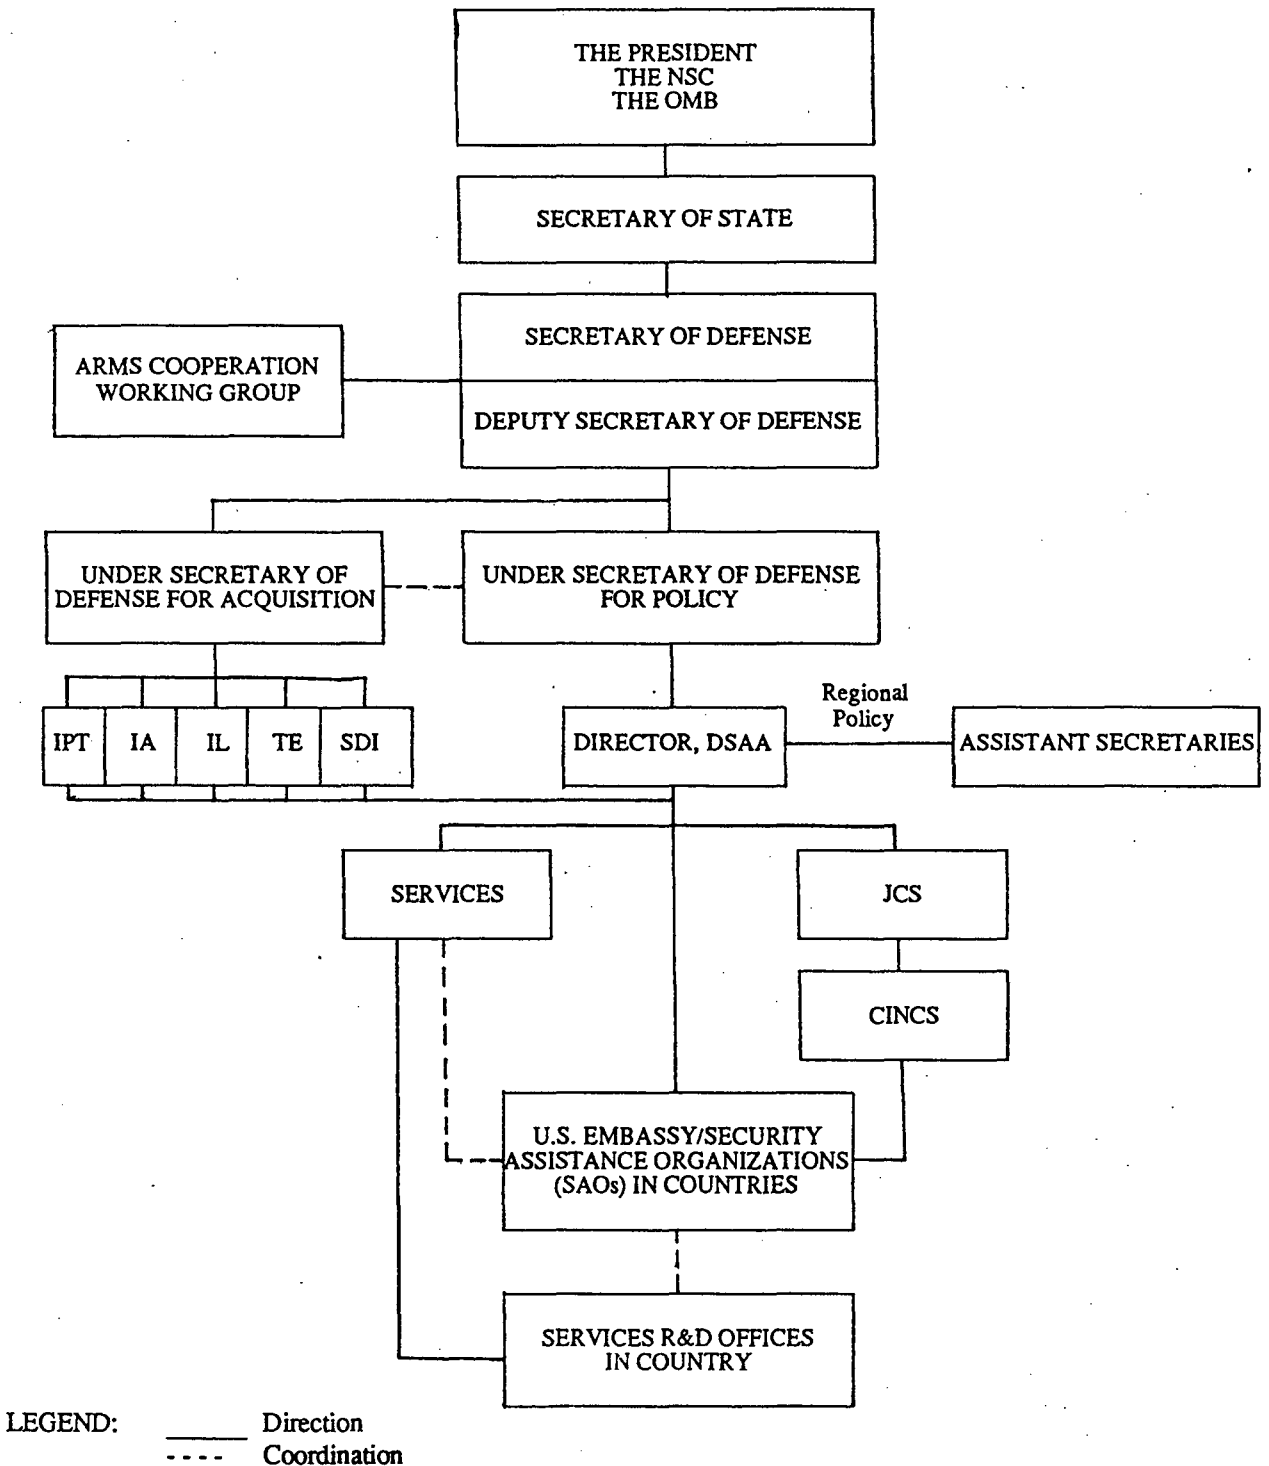 THE PRESIDENT
THE NSC
THE OMB
SECRETARY OF STATE
SECRETARY OF DEFENSE
ARMS COOPERATION
WORKING GROUP
DEPUTY SECRETARY OF DEFENSE
UNDER SECRETARY OF
DEFENSE FOR ACQUISITION
UNDER SECRETARY OF DEFENSE
FOR POLICY
IPT
IA
IL
TE
SDI
DIRECTOR, DSAA
Regional
Policy
ASSISTANT SECRETARIES
SERVICES
JCS
CINCS
U.S. EMBASSY/SECURITY
ASSISTANCE ORGANIZATIONS
(SAOs) IN COUNTRIES
SERVICES R&D OFFICES
IN COUNTRY
LEGEND:
Direction
Coordination